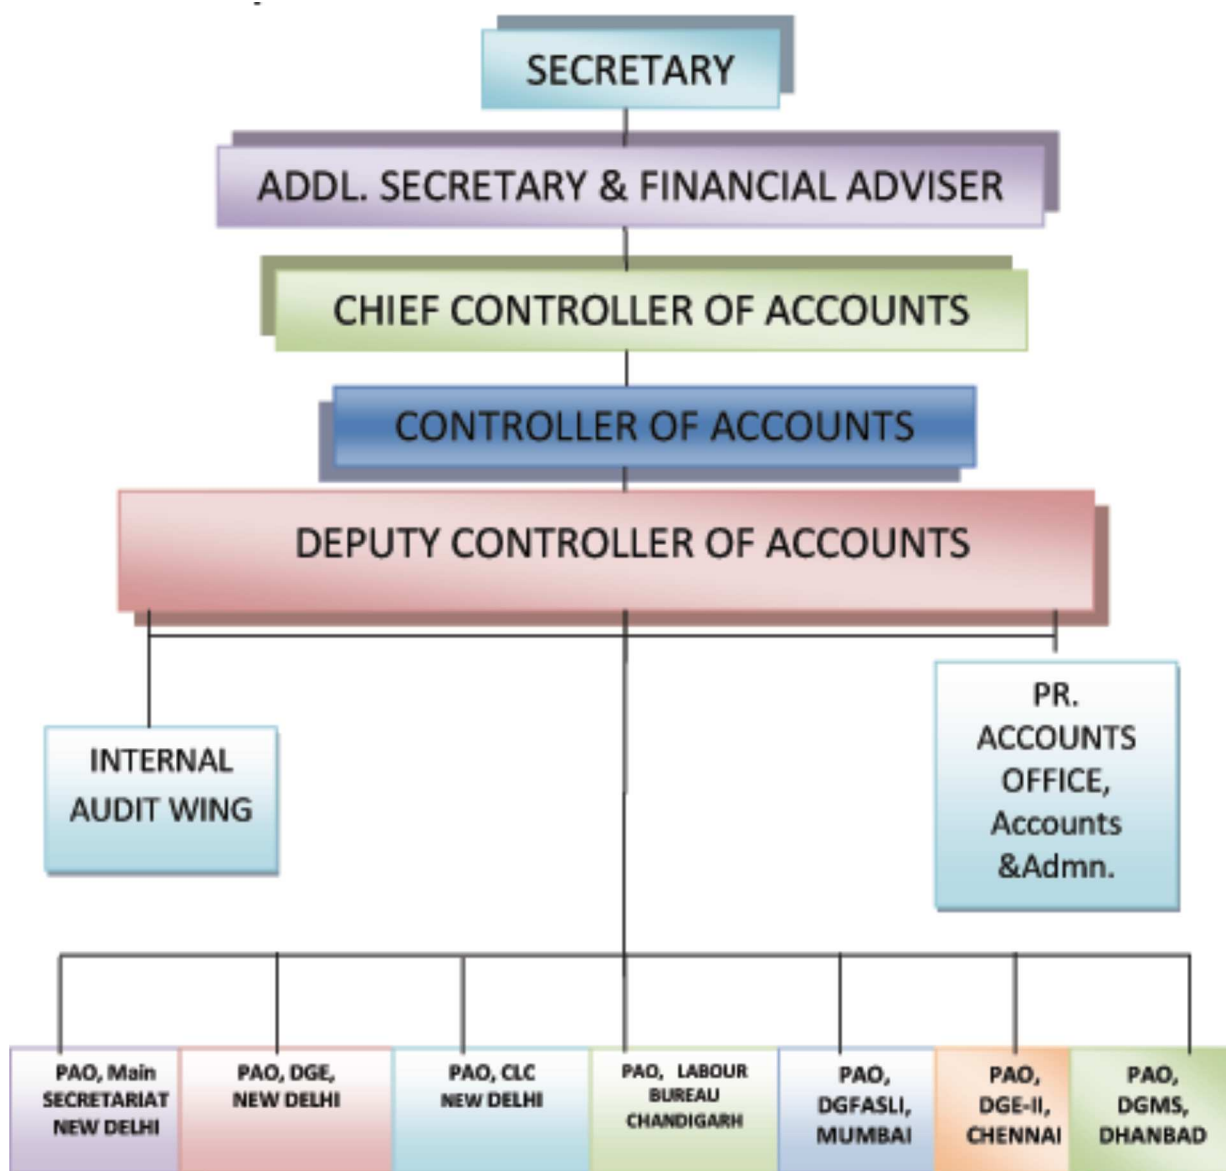 SECRETARY
ADDL. SECRETARY & FINANCIAL ADVISER
CHIEF CONTROLLER OF ACCOUNTS
CONTROLLER OF ACCOUNTS
DEPUTY CONTROLLER OF ACCOUNTS
INTERNAL
AUDIT WING
PR.
ACCOUNTS
OFFICE,
Accounts
&Admn.
PAO, Main
SECRETARIAT
NEW DELHI
PAO, DGE,
NEW DELHI
PAO, CLC
NEW DELHI
PAO, LABOUR
BUREAU
CHANDIGARH
PAO,
DGFASLI,
MUMBAI
PAO,
DGE-II,
CHENNAI
PAO,
DGMS,
DHANBAD